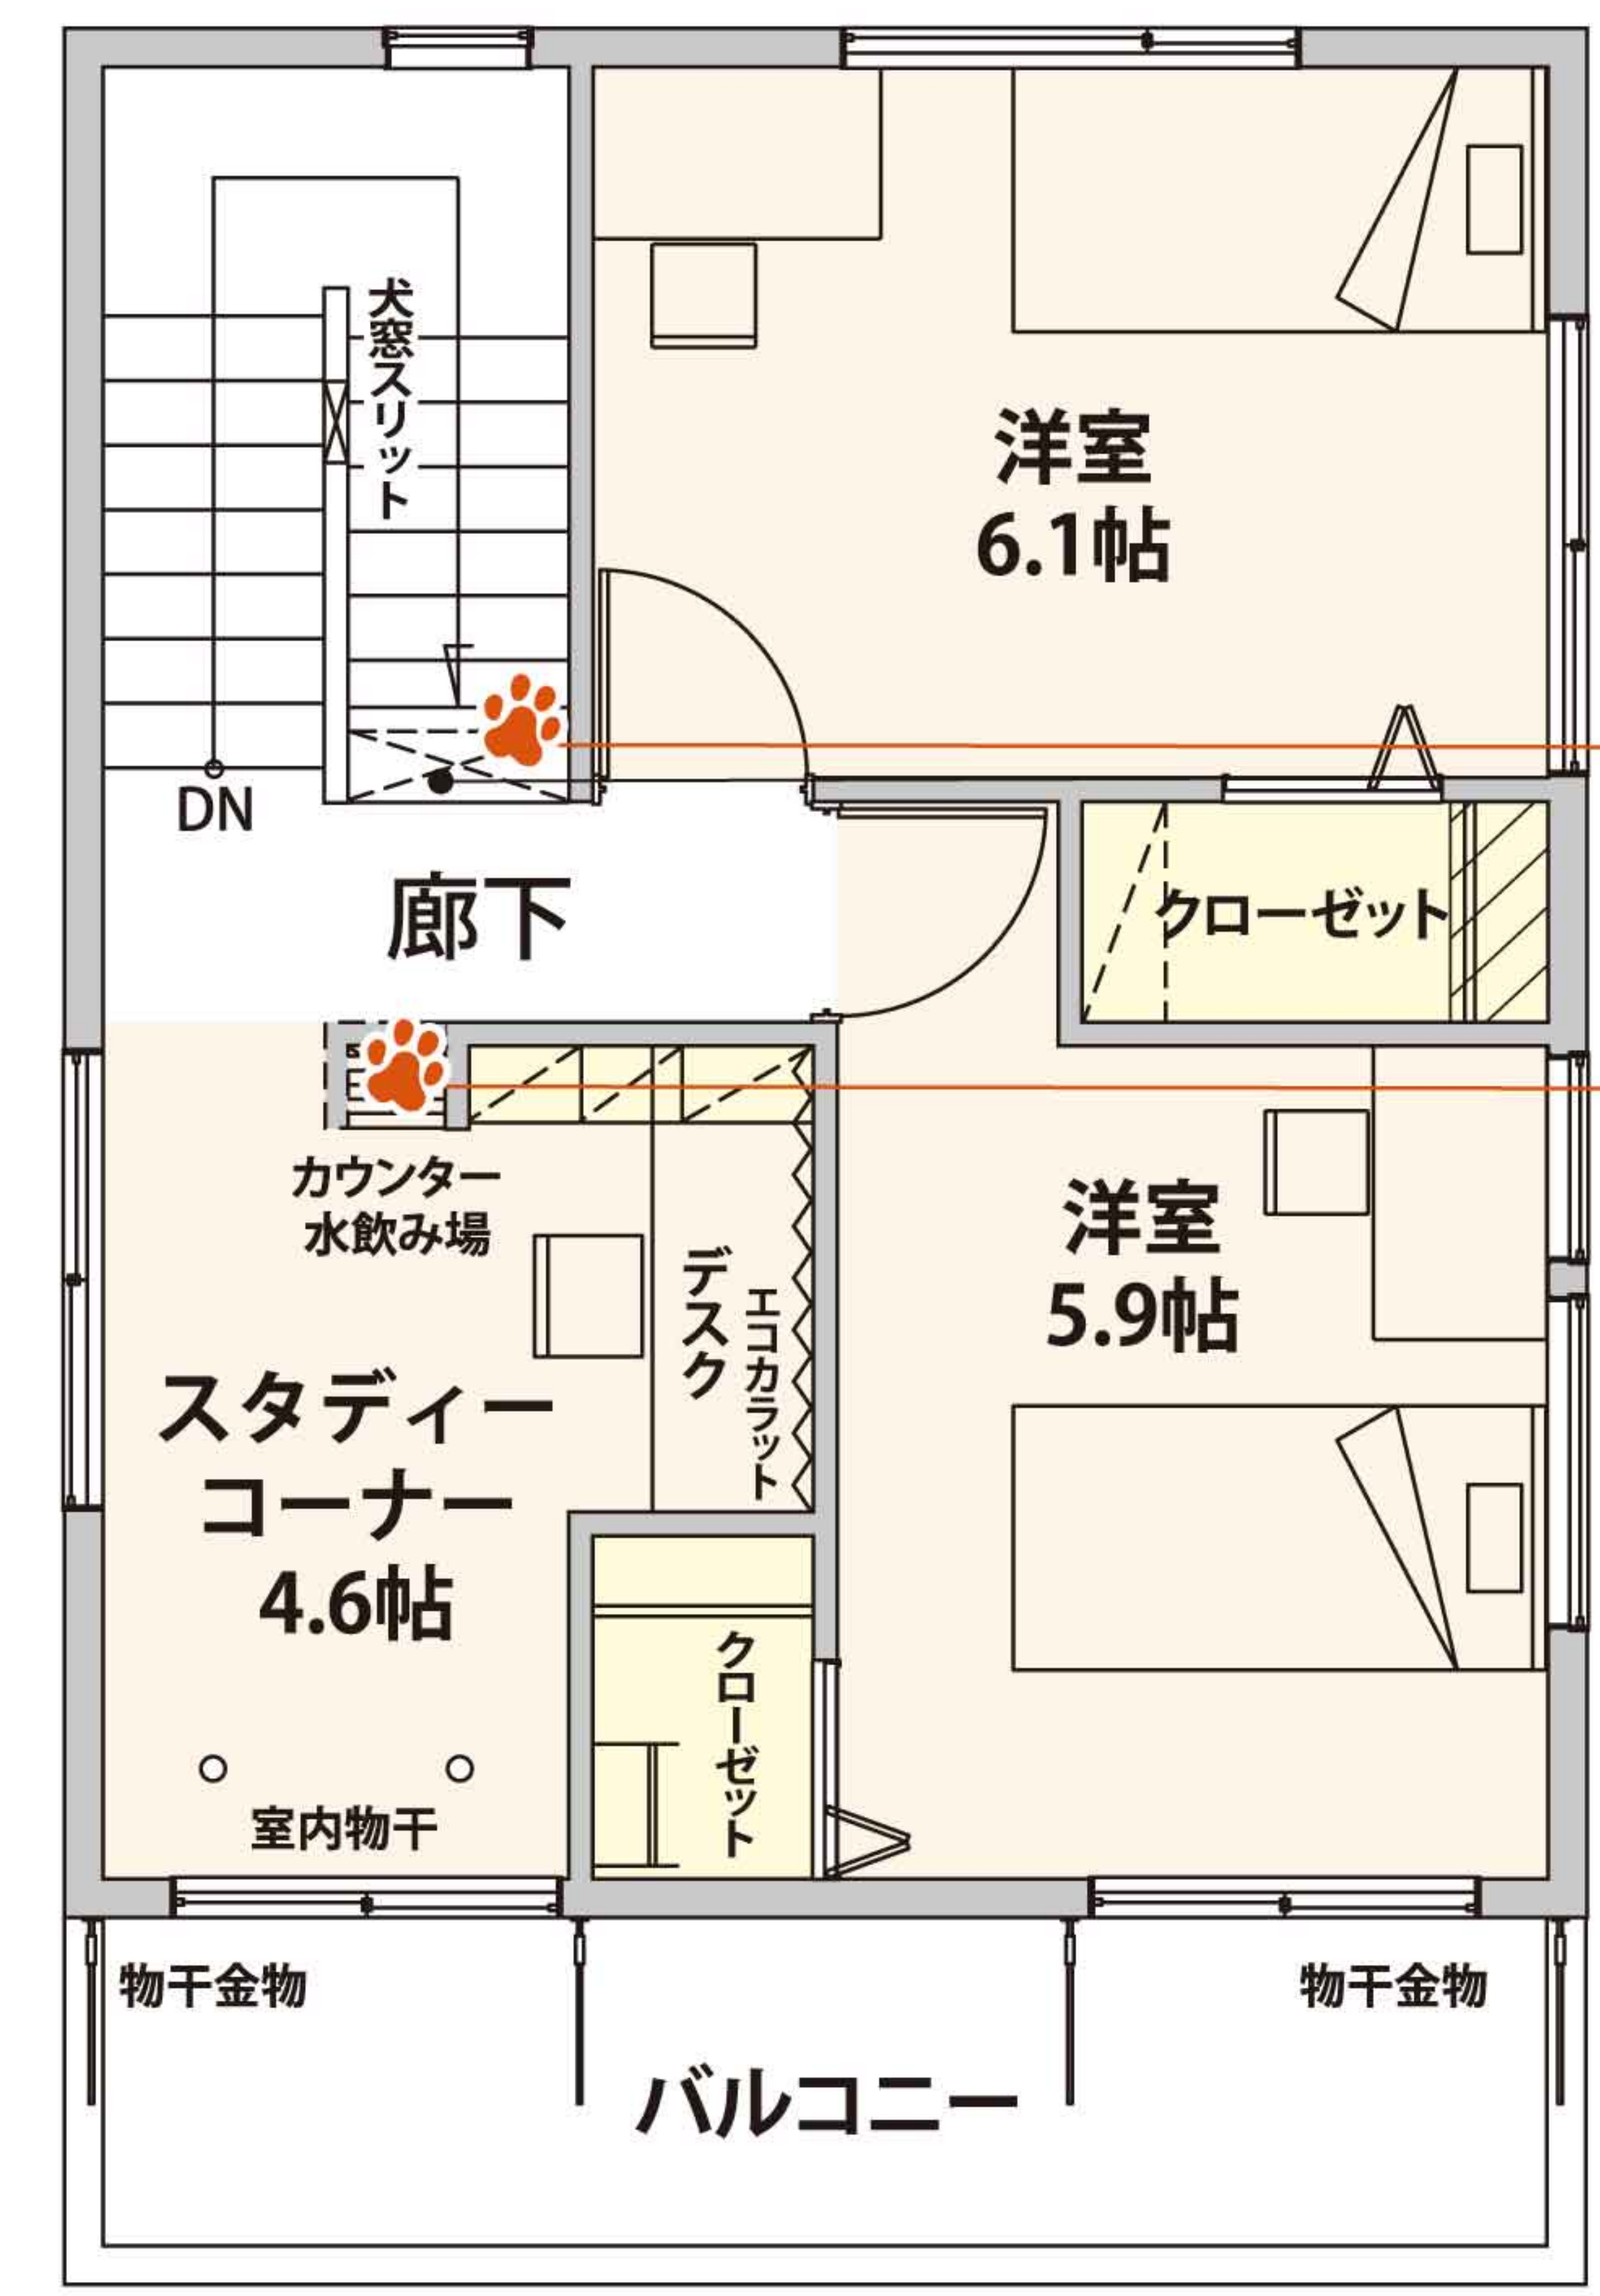 犬窓スリット
洋室
6.1帖
DN
廊下
クローゼット
カウンター
水飲み場
デスク
エコカラット
洋室
5.9帖
スタディー
コーナー
4.6帖
クローゼット
室内物干
物干金物
物干金物
バルコニー